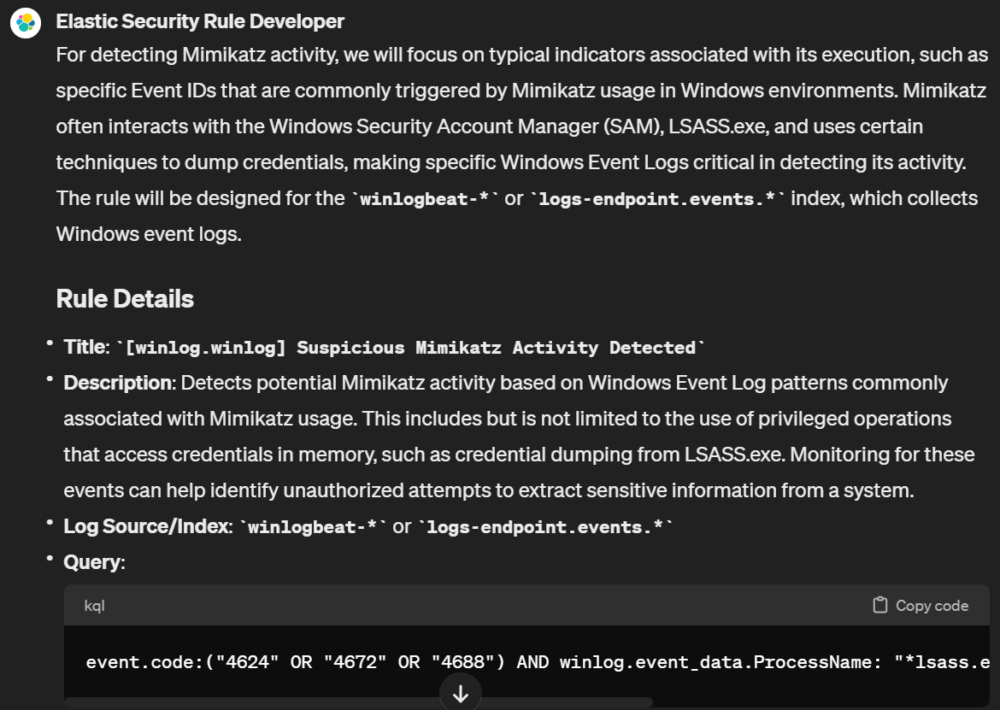 Elastic Security Rule Developer
For detecting Mimikatz activity, we will focus on typical indicators associated with its execution, such as
specific Event IDs that are commonly triggered by Mimikatz usage in Windows environments. Mimikatz
often interacts with the Windows Security Account Manager (SAM), LSASS.exe, and uses certain
techniques to dump credentials, making specific Windows Event Logs critical in detecting its activity.
The rule will be designed for the `winlogbeat-*` or `logs-endpoint.events.*` index, which collects
Windows event logs.
Rule Details
• Title: `[winlog.winlog] Suspicious Mimikatz Activity Detected`
• Description: Detects potential Mimikatz activity based on Windows Event Log patterns commonly
associated with Mimikatz usage. This includes but is not limited to the use of privileged operations
that access credentials in memory, such as credential dumping from LSASS.exe. Monitoring for these
events can help identify unauthorized attempts to extract sensitive information from a system.
• Log Source/Index: `winlogbeat-*` or `logs-endpoint.events.*`
• Query:
kql Copy code
event.code:("4624" OR "4672" OR "4688") AND winlog.event_data.ProcessName: "*lsass.e